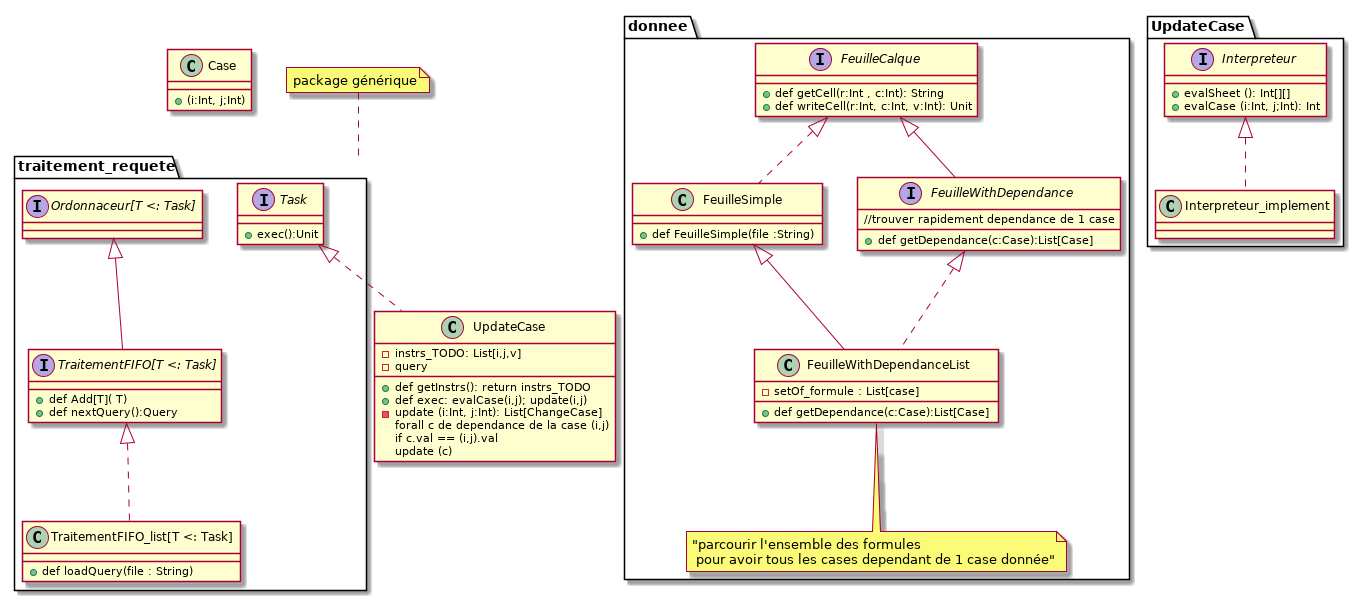 C Case
(i:Int, j;Int)
package générique
traitement_requete
I Ordonnaceur[T <: Task]
I Task
exec():Unit
I TraitementFIFO[T <: Task]
def Add[T]( T)
def nextQuery():Query
C TraitementFIFO_list[T <: Task]
def loadQuery(file : String)
C UpdateCase
instrs_TODO: List[i,j.v]
query
def getInstrs(): return instrs_TODO
def exec: evalCase(i,j); update(i,j)
update (i:Int, j:Int): List[ChangeCase]
forall c de dependance de la case (i,j)
if c.val == (i,j).val
update (c)
donnee
I FeuilleCalque
def getCell(r:Int , c:Int): String
def writeCell(r:Int, c:Int, v:Int): Unit
C FeuilleSimple
def FeuilleSimple(file :String)
I FeuilleWithDependance
//trouver rapidement dependance de 1 case
def getDependance(c:Case):List[Case]
C FeuilleWithDependanceList
setOf_formule : List[case]
def getDependance(c:Case):List[Case]
"parcourir l'ensemble des formules
pour avoir tous les cases dependant de 1 case donnée"
UpdateCase
I Interpreteur
evalSheet (): Int[][]
evalCase (i:Int, j;Int): Int
C Interpreteur_implement